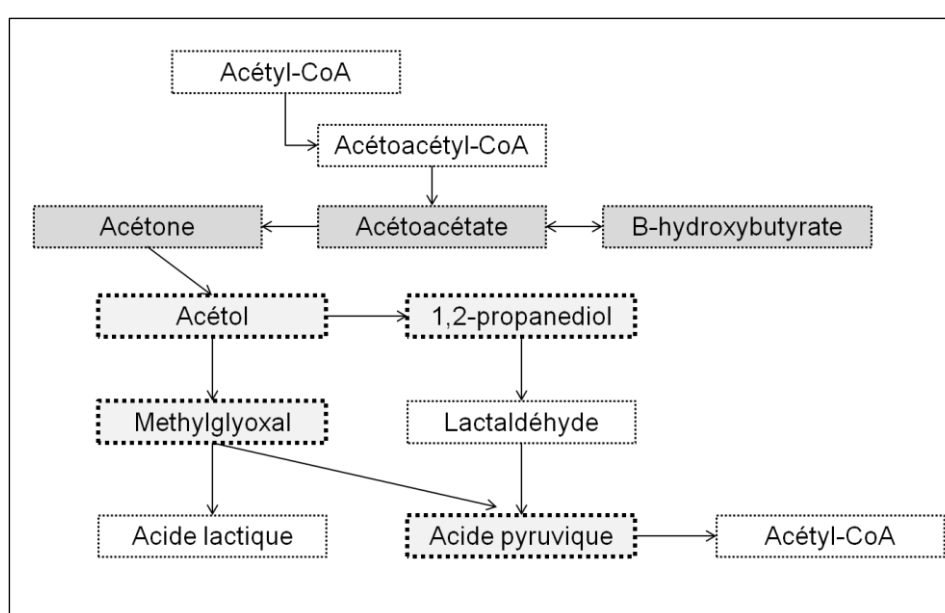 Acétyl-CoA
Acétoacétyl-CoA
Acétone
Acétoacétate
B-hydroxybutyrate
Acétol
1,2-propanediol
Methylglyoxal
Lactaldéhyde
Acide lactique
Acide pyruvique
Acétyl-CoA